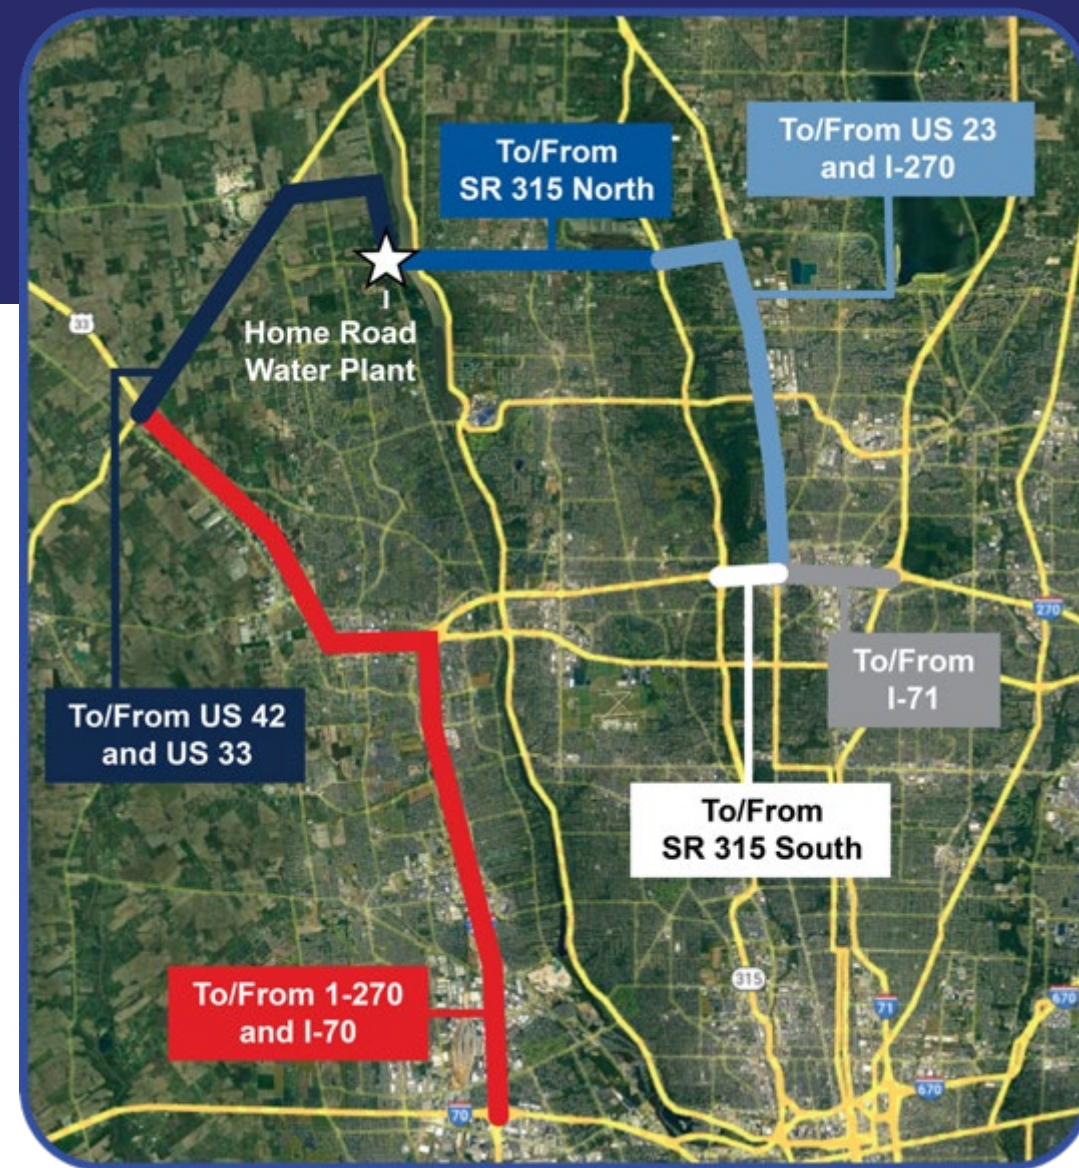 To/From
SR 315 North
To/From US 23
and I-270
33
Home Road
Water Plant
270
To/From
I-71
To/From US 42
and US 33
To/From
SR 315 South
315
To/From 1-270
and I-70
71
670
670
70